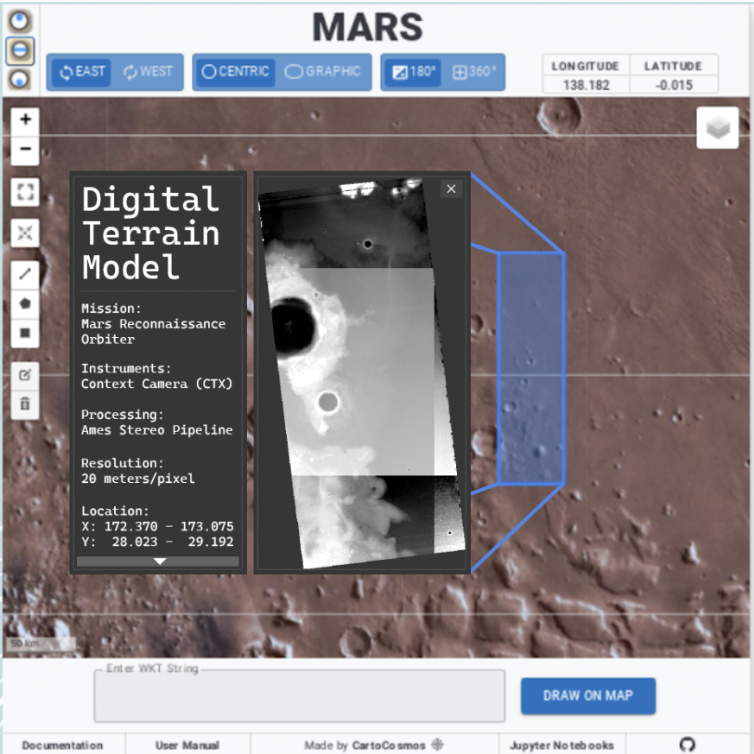 MARS
EAST WEST CENTRIC GRAPHIC 180° 360°
LONGITUDE LATITUDE
138.182 -0.015
+
−
Digital
Terrain
Model
Mission:
Mars Reconnaissance
Orbiter
Instruments:
Context Camera (CTX)
Processing:
Ames Stereo Pipeline
Resolution:
20 meters/pixel
Location:
X: 172.370 – 173.075
Y: 28.023 – 29.192
50 km
Enter WKT String
DRAW ON MAP
Documentation User Manual Made by CartoCosmos Jupyter Notebooks